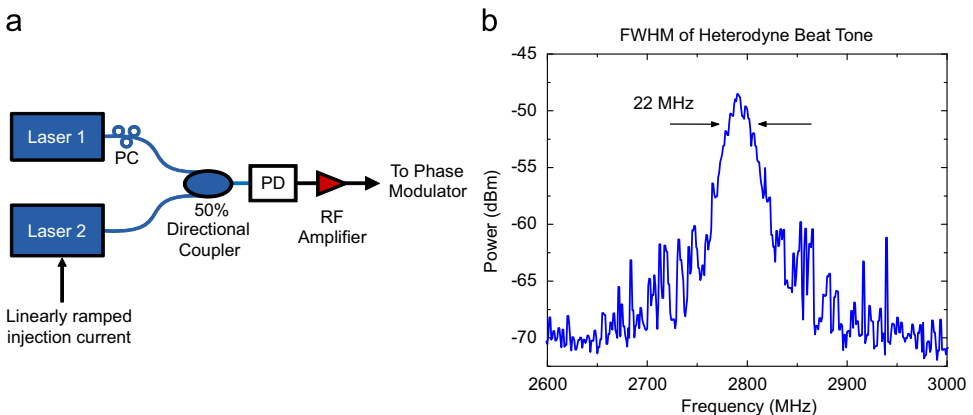 a
Laser 1
PC
Laser 2
50%
Directional
Coupler
PD
RF
Amplifier
To Phase
Modulator
Linearly ramped
injection current
b
FWHM of Heterodyne Beat Tone
22 MHz
Power (dBm)
-45
-50
-55
-60
-65
-70
2600
2700
2800
2900
3000
Frequency (MHz)